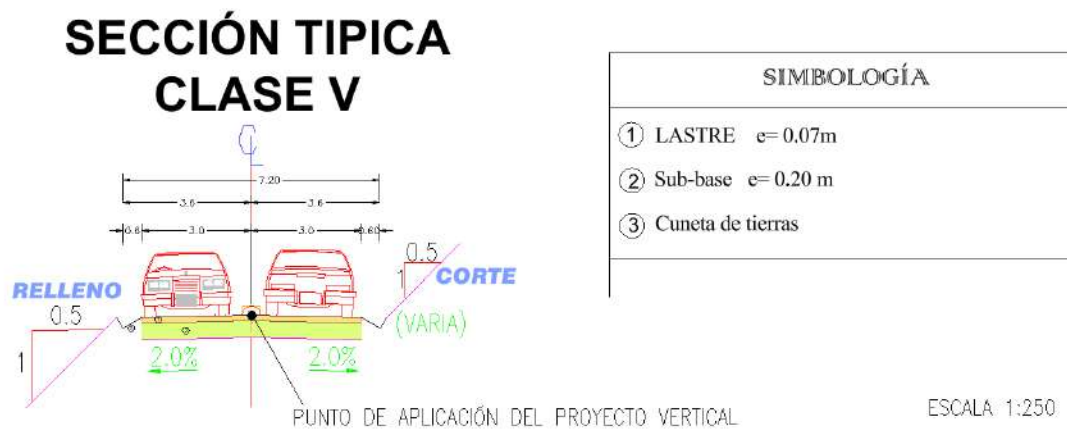 SECCIÓN TIPICA
CLASE V
7.20
3.6 3.6
0.6 3.0 3.0 0.60
RELLENO
0.5
1
0.5
1
CORTE
(VARIA)
2.0% 2.0%
PUNTO DE APLICACIÓN DEL PROYECTO VERTICAL
SIMBOLOGÍA
1 LASTRE e= 0.07m
2 Sub-base e= 0.20 m
3 Cuneta de tierras
ESCALA 1:250